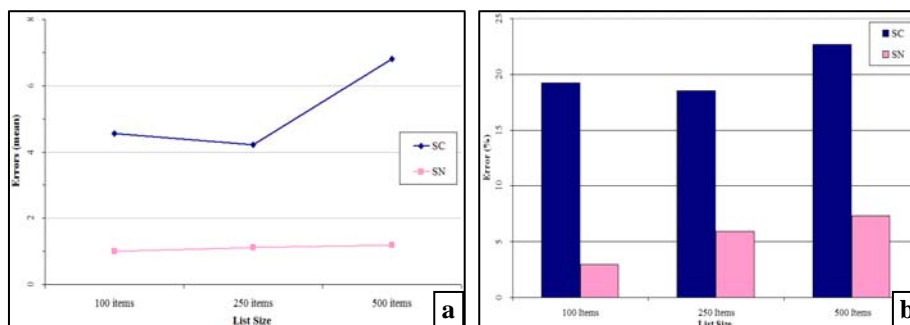 8
6
4
2
0
Errors (mean)
SC
SN
100 items
250 items
500 items
List Size
a
25
20
15
10
5
0
Error (%)
SC
SN
100 Items
250 Items
500 Items
List Size
b